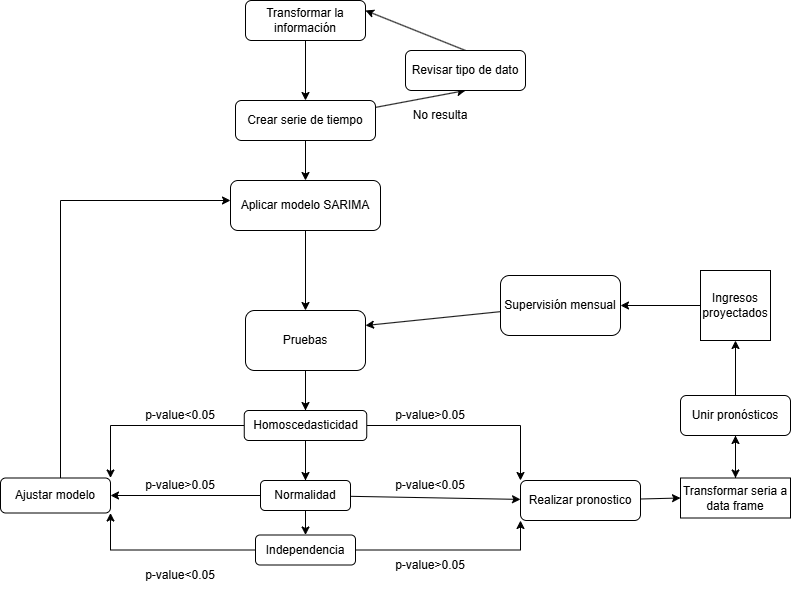 Transformar la
información
Revisar tipo de dato
No resulta
Crear serie de tiempo
Aplicar modelo SARIMA
Supervisión mensual
Ingresos
proyectados
Pruebas
p-value<0.05
Homoscedasticidad
p-value>0.05
Unir pronósticos
Ajustar modelo
p-value>0.05
Normalidad
p-value<0.05
Realizar pronostico
Transformar seria a
data frame
Independencia
p-value<0.05
p-value>0.05